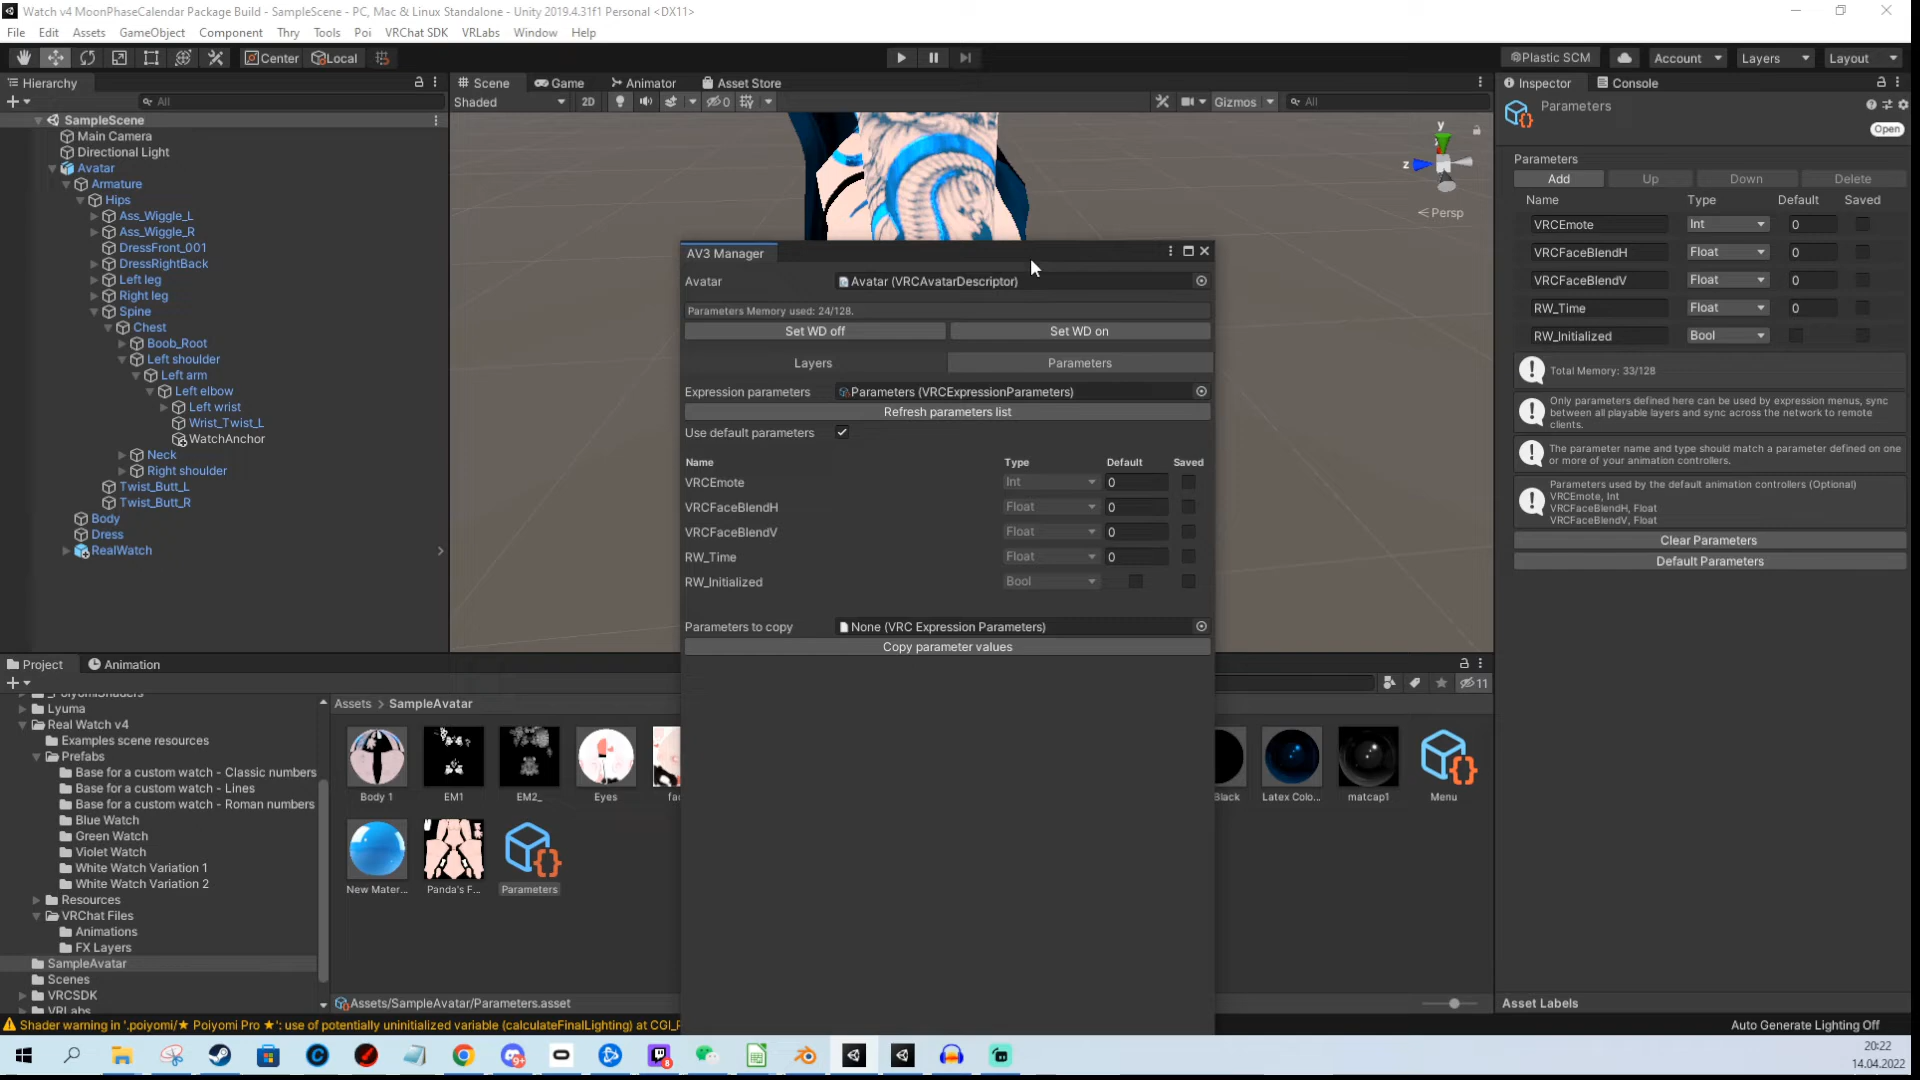 Watch v4 MoonPhaseCalendar Package Build - SampleScene - PC, Mac & Linux Standalone - Unity 2019.4.31f1 Personal <DX11>
File Edit Assets GameObject Component Thry Tools Poi VRChat SDK VRLabs Window Help
Center Local Plastic SCM Account Layers Layout
Hierarchy
All
SampleScene
Main Camera
Directional Light
Avatar
Armature
Hips
Ass_Wiggle_L
Ass_Wiggle_R
DressFront_001
DressRightBack
Left leg
Right leg
Spine
Chest
Boob_Root
Left shoulder
Left arm
Left elbow
Left wrist
Wrist_Twist_L
WatchAnchor
Neck
Right shoulder
Twist_Butt_L
Twist_Butt_R
Body
Dress
RealWatch
Scene Game Animator Asset Store
Shaded 2D 0 Gizmos All
y
x
z
Persp
AV3 Manager
Avatar Avatar (VRCAvatarDescriptor)
Parameters Memory used: 24/128.
Set WD off Set WD on
Layers Parameters
Expression parameters Parameters (VRCExpressionParameters)
Refresh parameters list
Use default parameters
Name Type Default Saved
VRCEmote Int 0
VRCFaceBlendH Float 0
VRCFaceBlendV Float 0
RW_Time Float 0
RW_Initialized Bool
Parameters to copy None (VRC Expression Parameters)
Copy parameter values
Inspector Console
Parameters
Open
Parameters
Add Up Down Delete
Name Type Default Saved
VRCEmote Int 0
VRCFaceBlendH Float 0
VRCFaceBlendV Float 0
RW_Time Float 0
RW_Initialized Bool
Total Memory: 33/128
Only parameters defined here can be used by expression menus, sync
between all playable layers and sync across the network to remote
clients.
The parameter name and type should match a parameter defined on one
or more of your animation controllers.
Parameters used by the default animation controllers (Optional)
VRCEmote, Int
VRCFaceBlendH, Float
VRCFaceBlendV, Float
Clear Parameters
Default Parameters
Asset Labels
Project Animation
11
Lyuma
Real Watch v4
Examples scene resources
Prefabs
Base for a custom watch - Classic numbers
Base for a custom watch - Lines
Base for a custom watch - Roman numbers
Blue Watch
Green Watch
Violet Watch
White Watch Variation 1
White Watch Variation 2
Resources
VRChat Files
Animations
FX Layers
SampleAvatar
Scenes
VRCSDK
VRLabs
Assets > SampleAvatar
Body 1 EM1 EM2_ Eyes Black Latex Colo... matcap1 Menu
New Mater... Panda's F... Parameters
Assets/SampleAvatar/Parameters.asset
Shader warning in '.poiyomi/★ Poiyomi Pro ★': use of potentially uninitialized variable (calculateFinalLighting) at CGI_P
Auto Generate Lighting Off
20:22
14.04.2022